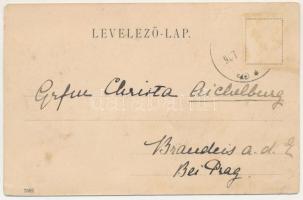 LEVELEZŐ-LAP.
Grfin Christa Aichelburg
Brandeis a. d. E
Bei Prag.